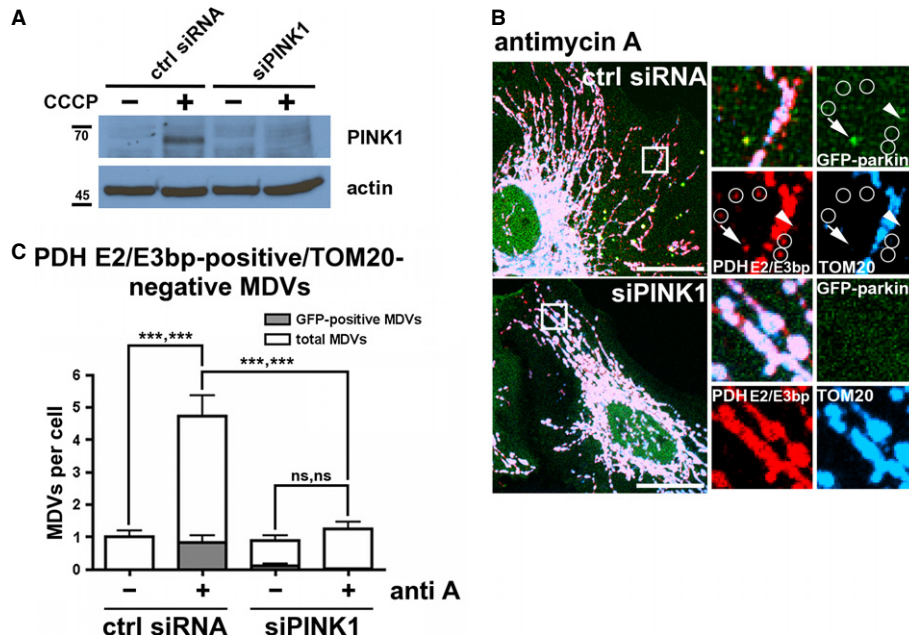 A
ctrl siRNA
siPINK1
CCCP
− + − +
70
PINK1
45
actin
B
antimycin A
ctrl siRNA
GFP-parkin
PDH E2/E3bp
TOM20
siPINK1
GFP-parkin
PDH E2/E3bp
TOM20
C
PDH E2/E3bp-positive/TOM20-
negative MDVs
GFP-positive MDVs
total MDVs
***,***
***,***
ns,ns
MDVs per cell
6
5
4
3
2
1
0
− + − + anti A
ctrl siRNA siPINK1